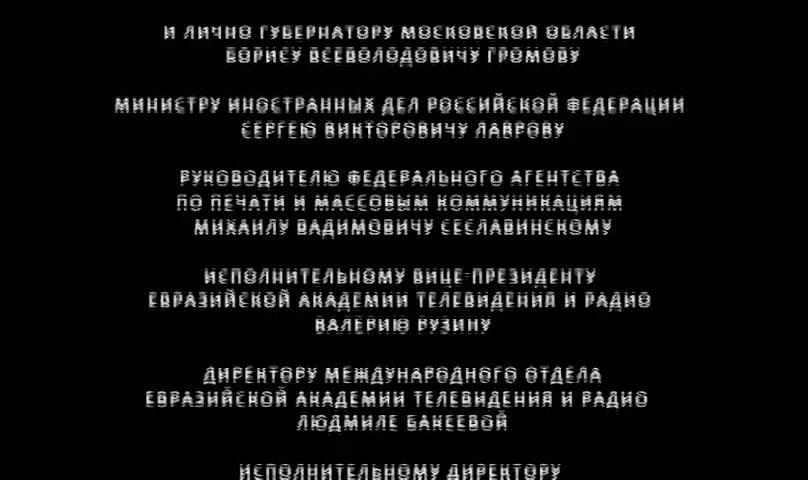 И ЛИЧНО ГУБЕРНАТОРУ МОСКОВСКОЙ ОБЛАСТИ
БОРИСУ ВСЕВОЛОДОВИЧУ ГРОМОВУ
МИНИСТРУ ИНОСТРАННЫХ ДЕЛ РОССИЙСКОЙ ФЕДЕРАЦИИ
СЕРГЕЮ ВИКТОРОВИЧУ ЛАВРОВУ
РУКОВОДИТЕЛЮ ФЕДЕРАЛЬНОГО АГЕНТСТВА
ПО ПЕЧАТИ И МАССОВЫМ КОММУНИКАЦИЯМ
МИХАИЛУ ВАДИМОВИЧУ СЕСЛАВИНСКОМУ
ИСПОЛНИТЕЛЬНОМУ ВИЦЕ-ПРЕЗИДЕНТУ
ЕВРАЗИЙСКОЙ АКАДЕМИИ ТЕЛЕВИДЕНИЯ И РАДИО
ВАЛЕРИЮ РУЗИНУ
ДИРЕКТОРУ МЕЖДУНАРОДНОГО ОТДЕЛА
ЕВРАЗИЙСКОЙ АКАДЕМИИ ТЕЛЕВИДЕНИЯ И РАДИО
ЛЮДМИЛЕ БАКЕЕВОЙ
ИСПОЛНИТЕЛЬНОМУ ДИРЕКТОРУ